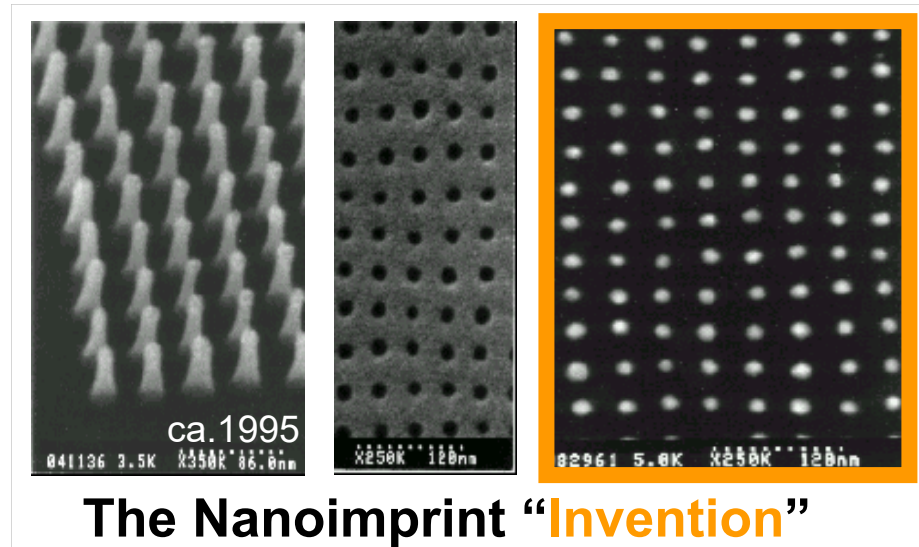 ca.1995
041136 3.5K X350K 86.0nm
X250K 120nm
82961 5.0K X250K 120nm
The Nanoimprint “Invention”